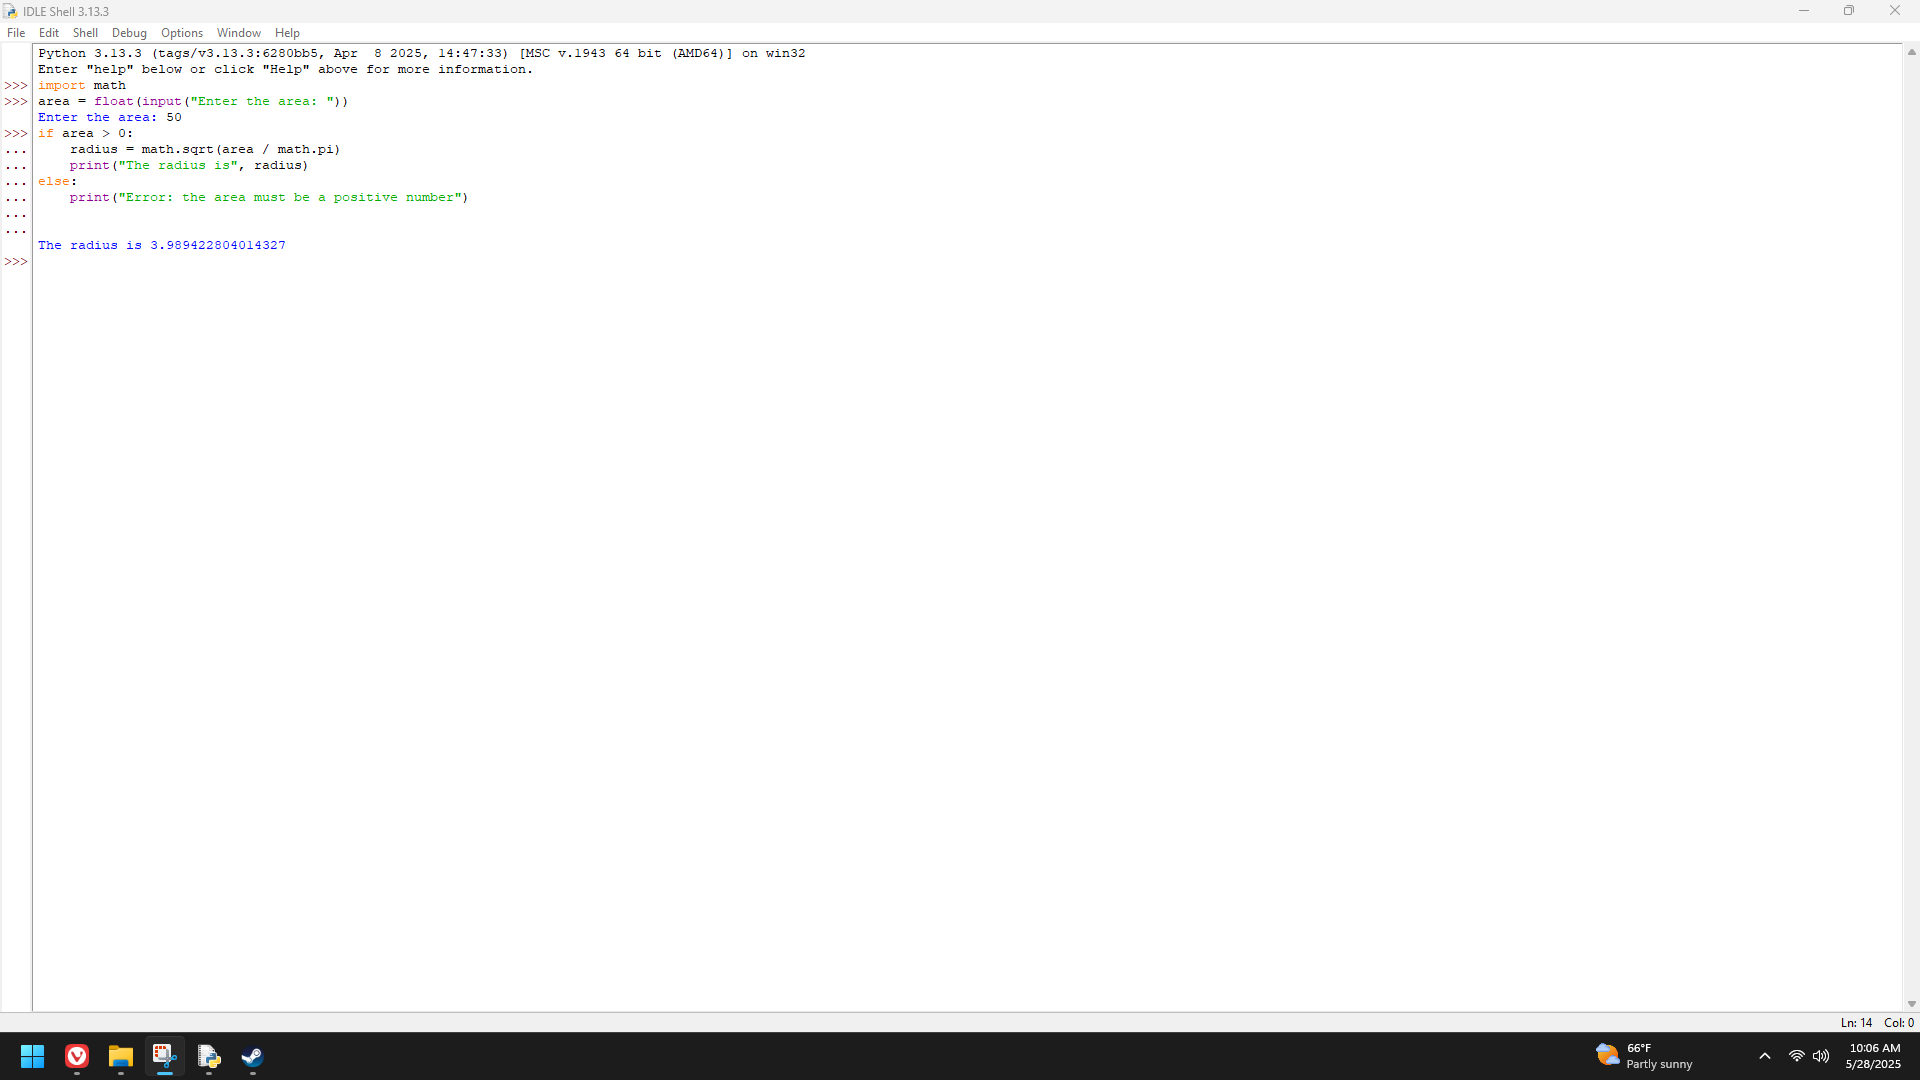 IDLE Shell 3.13.3
File Edit Shell Debug Options Window Help
Python 3.13.3 (tags/v3.13.3:6280bb5, Apr  8 2025, 14:47:33) [MSC v.1943 64 bit (AMD64)] on win32
Enter "help" below or click "Help" above for more information.
>>> import math
>>> area = float(input("Enter the area: "))
Enter the area: 50
>>> if area > 0:
...     radius = math.sqrt(area / math.pi)
...     print("The radius is", radius)
... else:
...     print("Error: the area must be a positive number")
...
...
The radius is 3.989422804014327
>>>
Ln: 14 Col: 0
66°F
Partly sunny
10:06 AM
5/28/2025